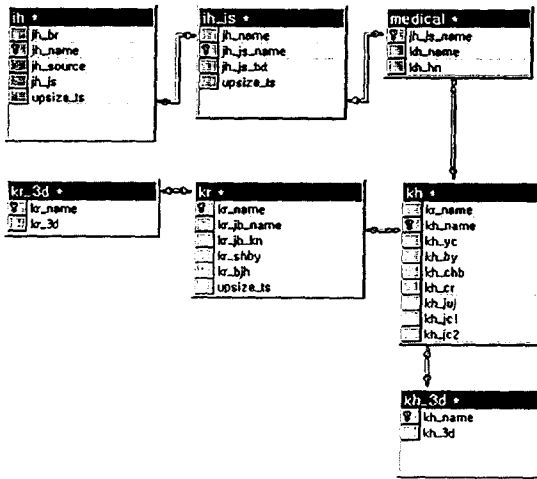 jh *
jh_br
jh_name
jh_source
jh_js
upsize_ts
jh_js *
jh_name
jh_js_name
jh_js_bd
upsize_ts
medical *
jh_js_name
kh_name
kh_hn
kr_3d *
kr_name
kr_3d
kr *
kr_name
kr_jb_name
kr_jb_kn
kr_shby
kr_bjh
upsize_ts
kh *
kr_name
kh_name
kh_yc
kh_by
kh_chb
kh_cr
kh_juj
kh_jc1
kh_jc2
kh_3d *
kh_name
kh_3d